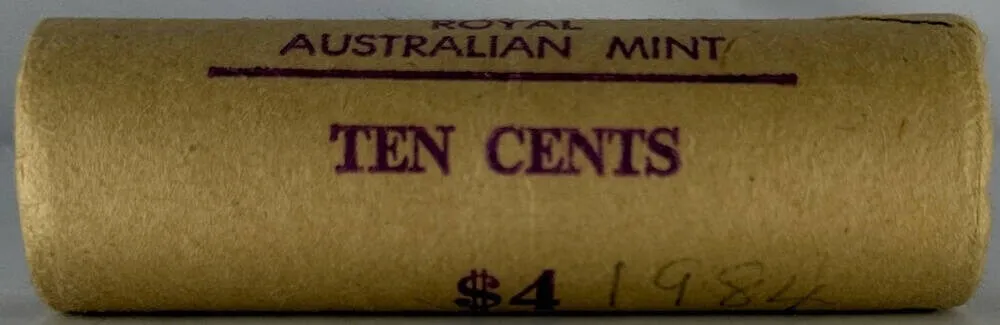 ROYAL
AUSTRALIAN MINT
TEN CENTS
$4 1984